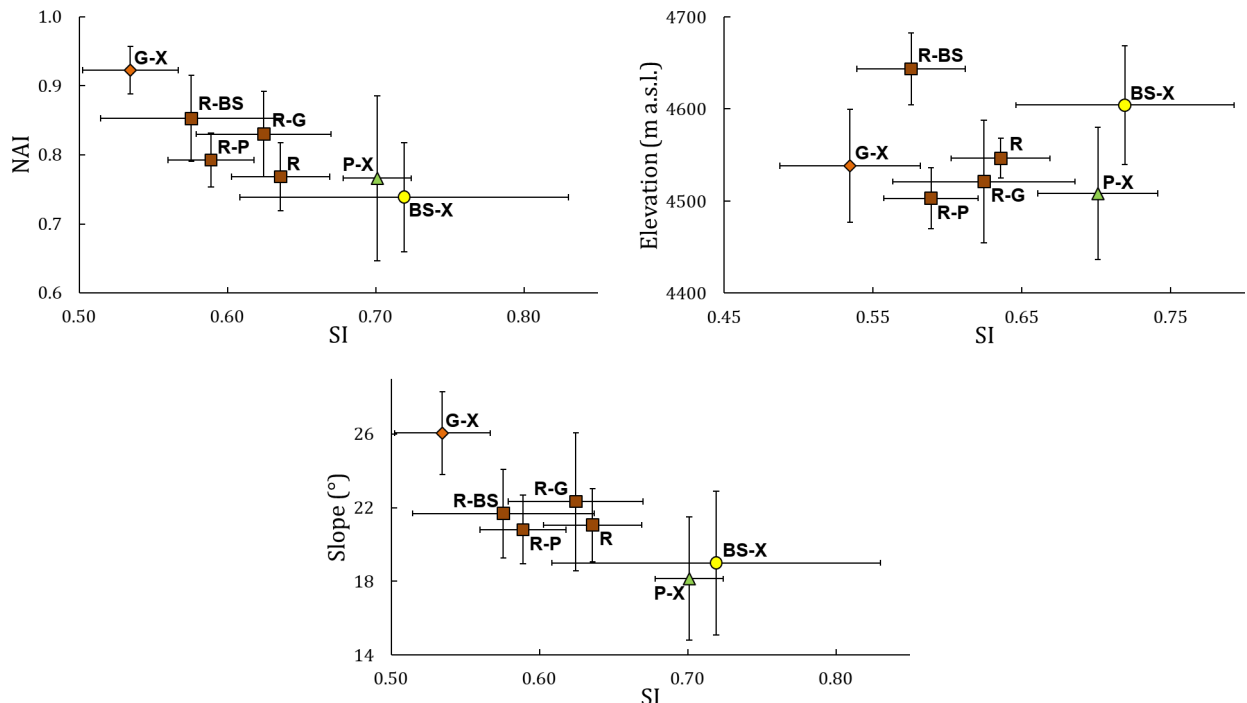 1.0
0.9
0.8
0.7
0.6
NAI
G-X
R-BS
R-G
R-P
R
P-X
BS-X
0.50 0.60 0.70 0.80
SI
4700
4600
4500
4400
Elevation (m a.s.l.)
R-BS
BS-X
R
G-X
P-X
R-G
R-P
0.45 0.55 0.65 0.75
SI
26
22
18
14
Slope (°)
G-X
R-G
R-BS
R-P
R
BS-X
P-X
0.50 0.60 0.70 0.80
SI